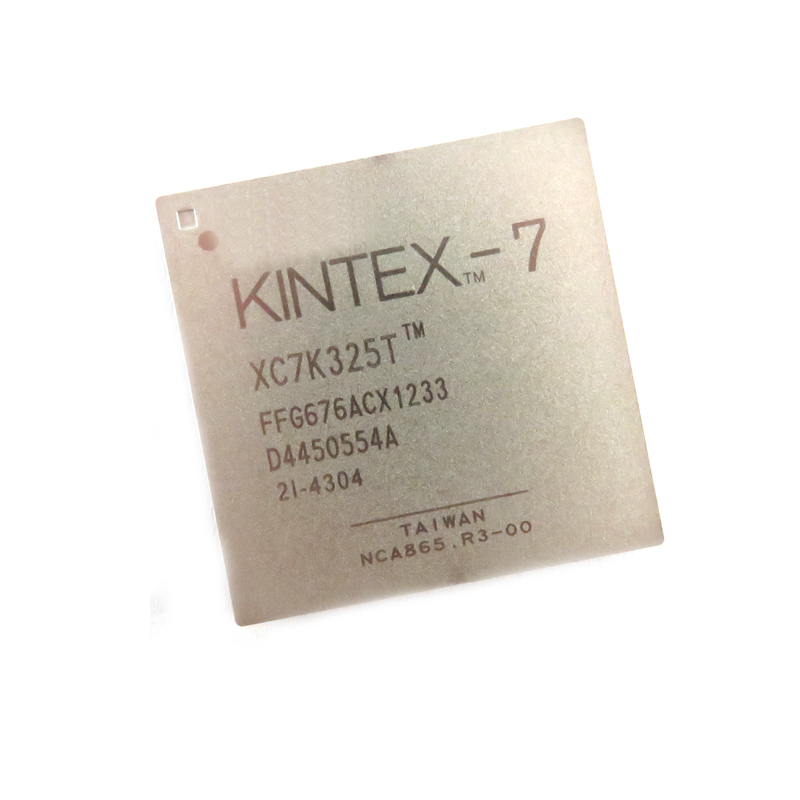 KINTEX™-7
XC7K325T™
FFG676ACX1233
D4450554A
2I-4304
TAIWAN
NCA865.R3-00